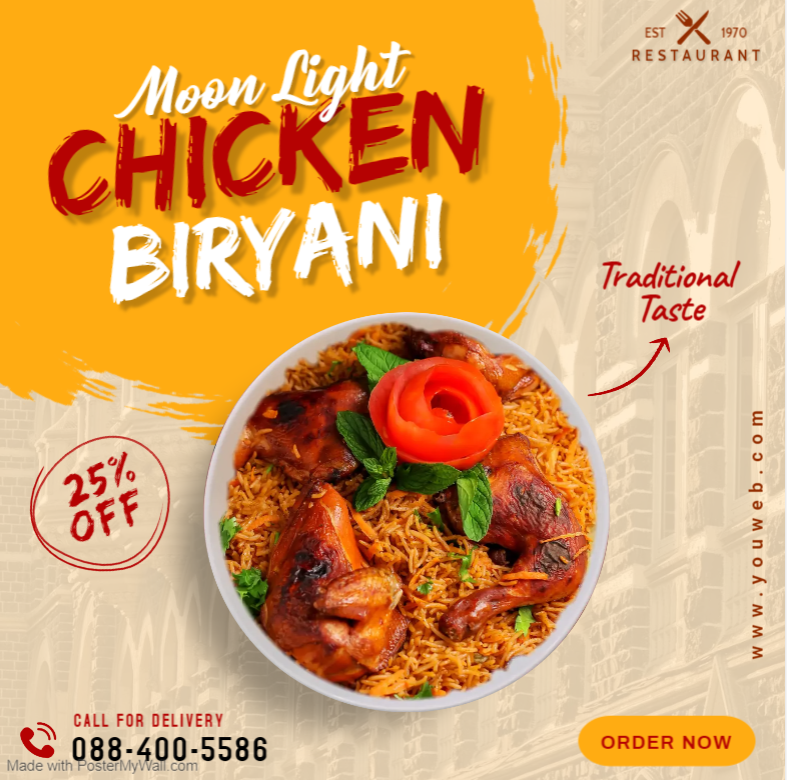 EST 1970
RESTAURANT
Moon Light
CHICKEN
BIRYANI
Traditional
Taste
25%
OFF
www.youweb.com
CALL FOR DELIVERY
088-400-5586
ORDER NOW
Made with PosterMyWall.com